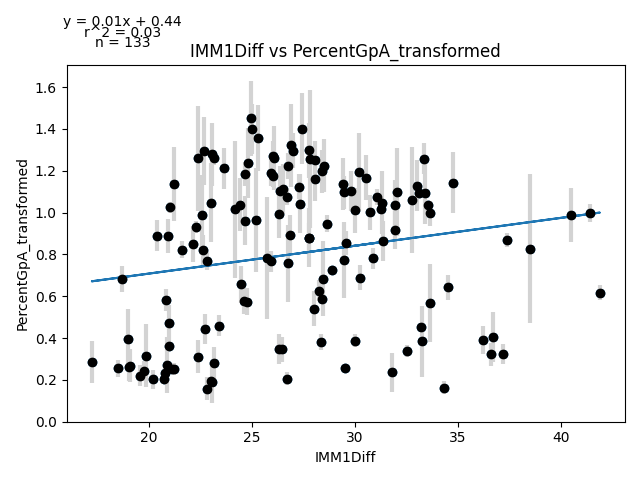 y = 0.01x + 0.44
r^2 = 0.03
n = 133
IMM1Diff vs PercentGpA_transformed
PercentGpA_transformed
1.6
1.4
1.2
1.0
0.8
0.6
0.4
0.2
0.0
20 25 30 35 40
IMM1Diff